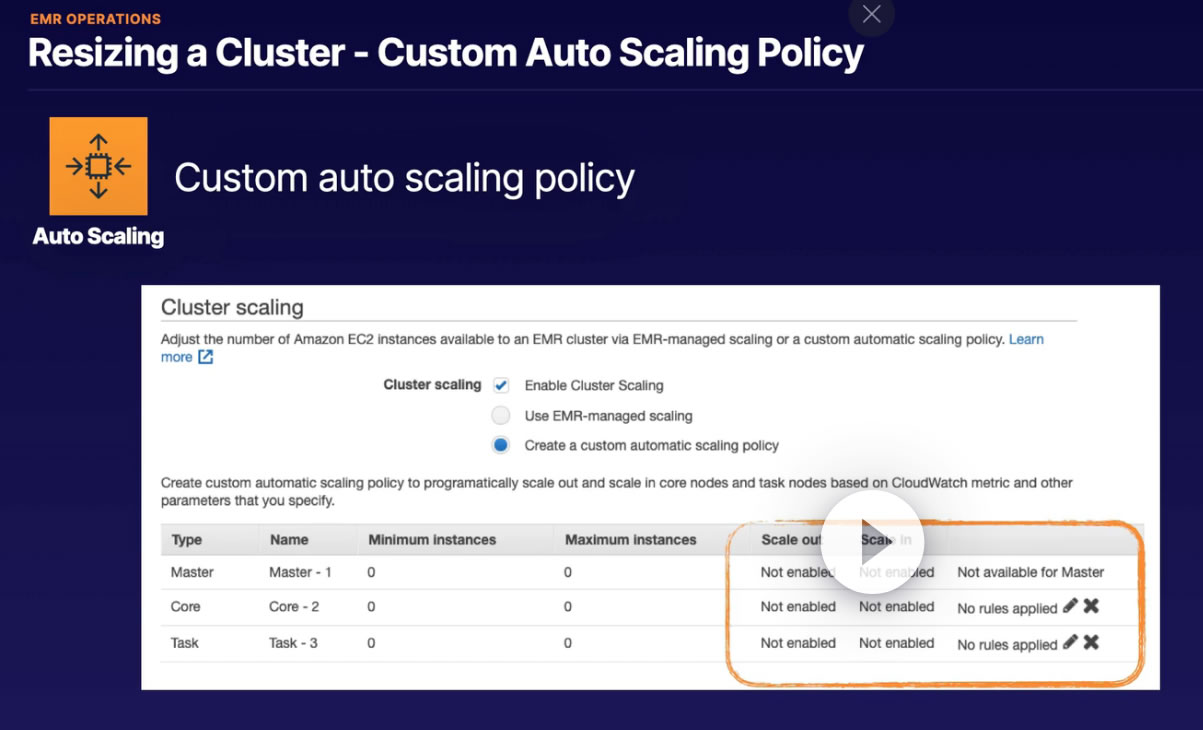 EMR OPERATIONS
Resizing a Cluster - Custom Auto Scaling Policy
Custom auto scaling policy
Auto Scaling
Cluster scaling
Adjust the number of Amazon EC2 instances available to an EMR cluster via EMR-managed scaling or a custom automatic scaling policy. Learn
more
Cluster scaling Enable Cluster Scaling
Use EMR-managed scaling
Create a custom automatic scaling policy
Create custom automatic scaling policy to programatically scale out and scale in core nodes and task nodes based on CloudWatch metric and other
parameters that you specify.
Type Name Minimum instances Maximum instances Scale out Scale in
Master Master - 1 0 0 Not enabled Not enabled Not available for Master
Core Core - 2 0 0 Not enabled Not enabled No rules applied
Task Task - 3 0 0 Not enabled Not enabled No rules applied